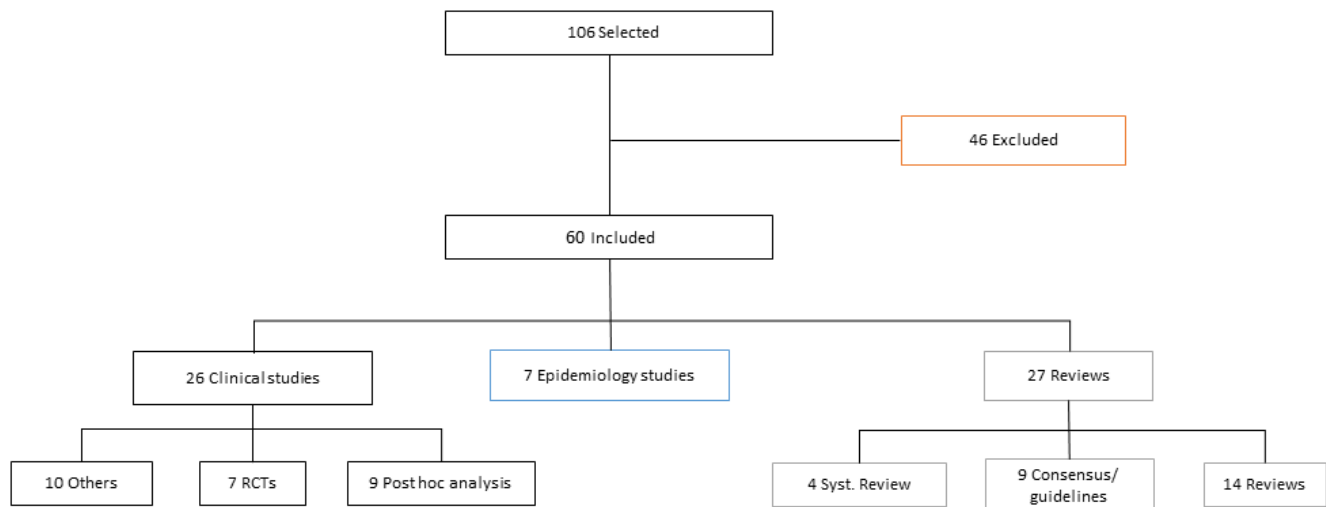 106 Selected
46 Excluded
60 Included
26 Clinical studies
7 Epidemiology studies
27 Reviews
10 Others
7 RCTs
9 Post hoc analysis
4 Syst. Review
9 Consensus/
guidelines
14 Reviews